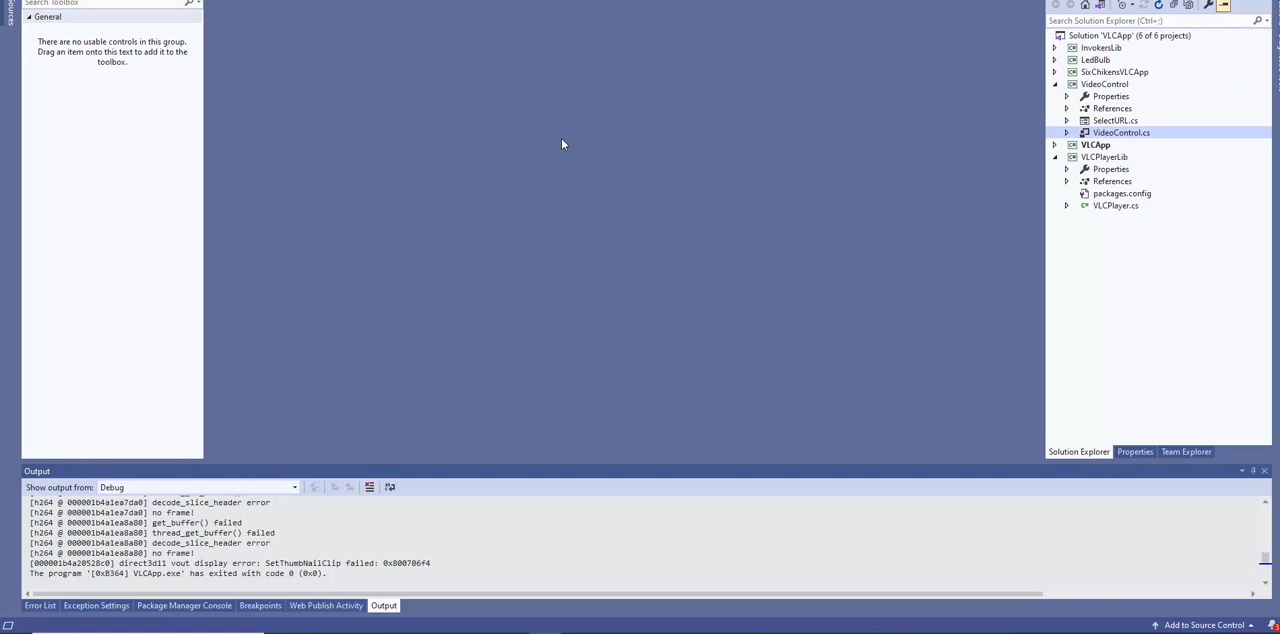 Search Toolbox
General
There are no usable controls in this group.
Drag an item onto this text to add it to the
toolbox.
Search Solution Explorer (Ctrl+;)
Solution 'VLCApp' (6 of 6 projects)
InvokersLib
LedBulb
SixChikensVLCApp
VideoControl
Properties
References
SelectURL.cs
VideoControl.cs
VLCApp
VLCPlayerLib
Properties
References
packages.config
VLCPlayer.cs
Solution Explorer Properties Team Explorer
Output
Show output from: Debug
[h264 @ 000001b4a1ea7da0] decode_slice_header error
[h264 @ 000001b4a1ea7da0] no frame!
[h264 @ 000001b4a1ea8a80] get_buffer() failed
[h264 @ 000001b4a1ea8a80] thread_get_buffer() failed
[h264 @ 000001b4a1ea8a80] decode_slice_header error
[h264 @ 000001b4a1ea8a80] no frame!
[000001b4a20528c0] direct3d11 vout display error: SetThumbNailClip failed: 0x800706f4
The program '[0xB364] VLCApp.exe' has exited with code 0 (0x0).
Error List Exception Settings Package Manager Console Breakpoints Web Publish Activity Output
Add to Source Control